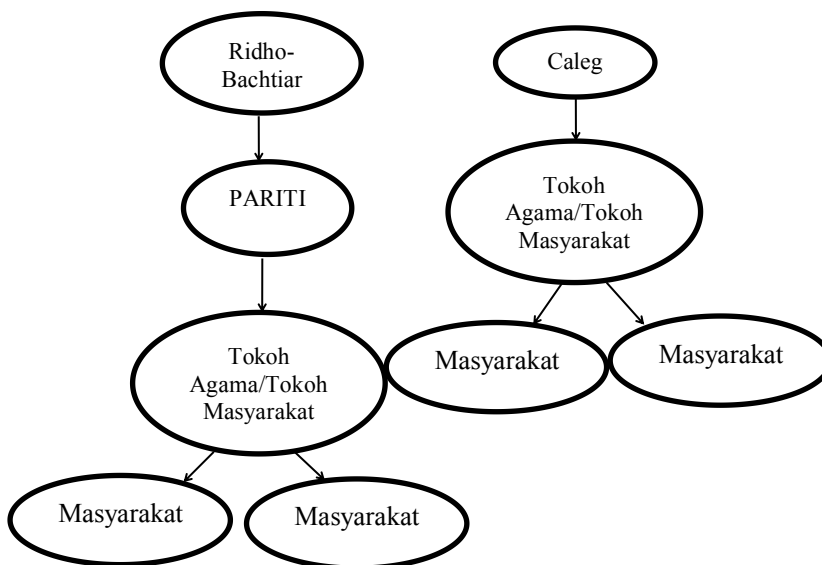 Ridho-
Bachtiar
PARITI
Tokoh
Agama/Tokoh
Masyarakat
Masyarakat
Masyarakat
Caleg
Tokoh
Agama/Tokoh
Masyarakat
Masyarakat
Masyarakat